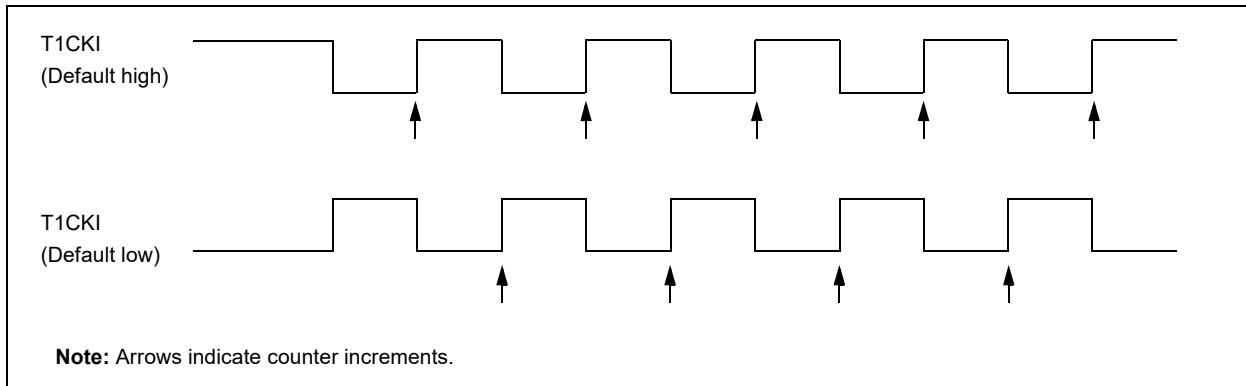 T1CKI
(Default high)
T1CKI
(Default low)
Note: Arrows indicate counter increments.